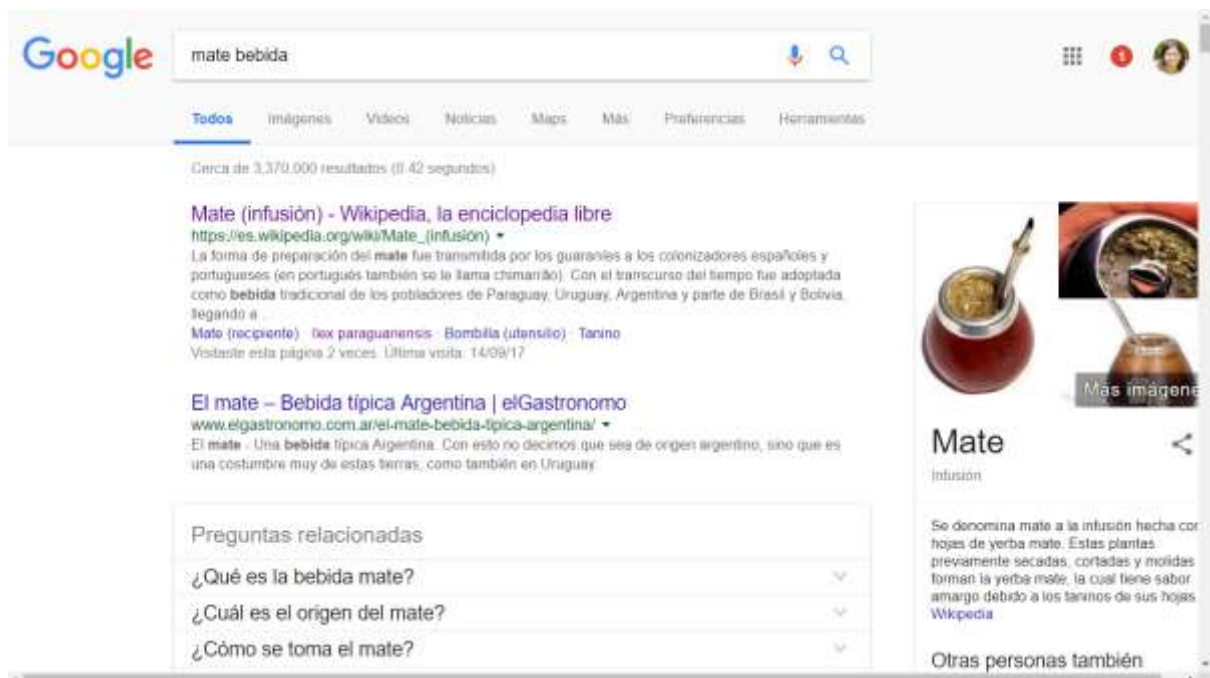 Google
mate bebida
1
Todos Imágenes Videos Noticias Maps Más Preferencias Herramientas
Cerca de 3,370,000 resultados (0.42 segundos)
Mate (infusión) - Wikipedia, la enciclopedia libre
https://es.wikipedia.org/wiki/Mate_(infusión)
La forma de preparación del mate fue transmitida por los guaraníes a los colonizadores españoles y
portugueses (en portugués también se le llama chimarrão). Con el transcurso del tiempo fue adoptada
como bebida tradicional de los pobladores de Paraguay, Uruguay, Argentina y parte de Brasil y Bolivia,
llegando a ...
Mate (recipiente) · Ilex paraguariensis · Bombilla (utensilio) · Tanino
Visitaste esta página 2 veces. Última visita: 14/09/17
El mate – Bebida típica Argentina | elGastronomo
www.elgastronomo.com.ar/el-mate-bebida-tipica-argentina/
El mate - Una bebida típica Argentina. Con esto no decimos que sea de origen argentino, sino que es
una costumbre muy de estas tierras, como también en Uruguay.
Preguntas relacionadas
¿Qué es la bebida mate?
¿Cuál es el origen del mate?
¿Cómo se toma el mate?
Más imágene
Mate
Infusión
Se denomina mate a la infusión hecha con
hojas de yerba mate. Estas plantas
previamente secadas, cortadas y molidas
forman la yerba mate, la cual tiene sabor
amargo debido a los taninos de sus hojas.
Wikipedia
Otras personas también